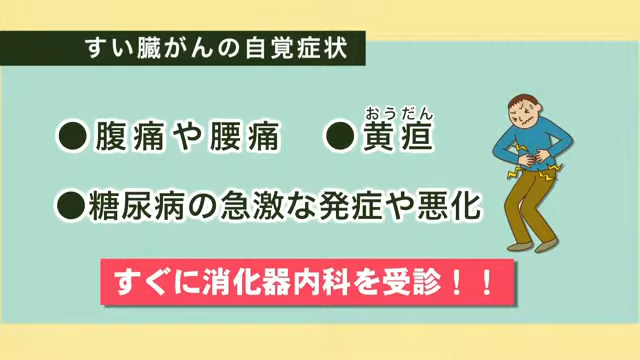 すい臓がんの自覚症状
●腹痛や腰痛 ●黄疸
おうだん
●糖尿病の急激な発症や悪化
すぐに消化器内科を受診！！